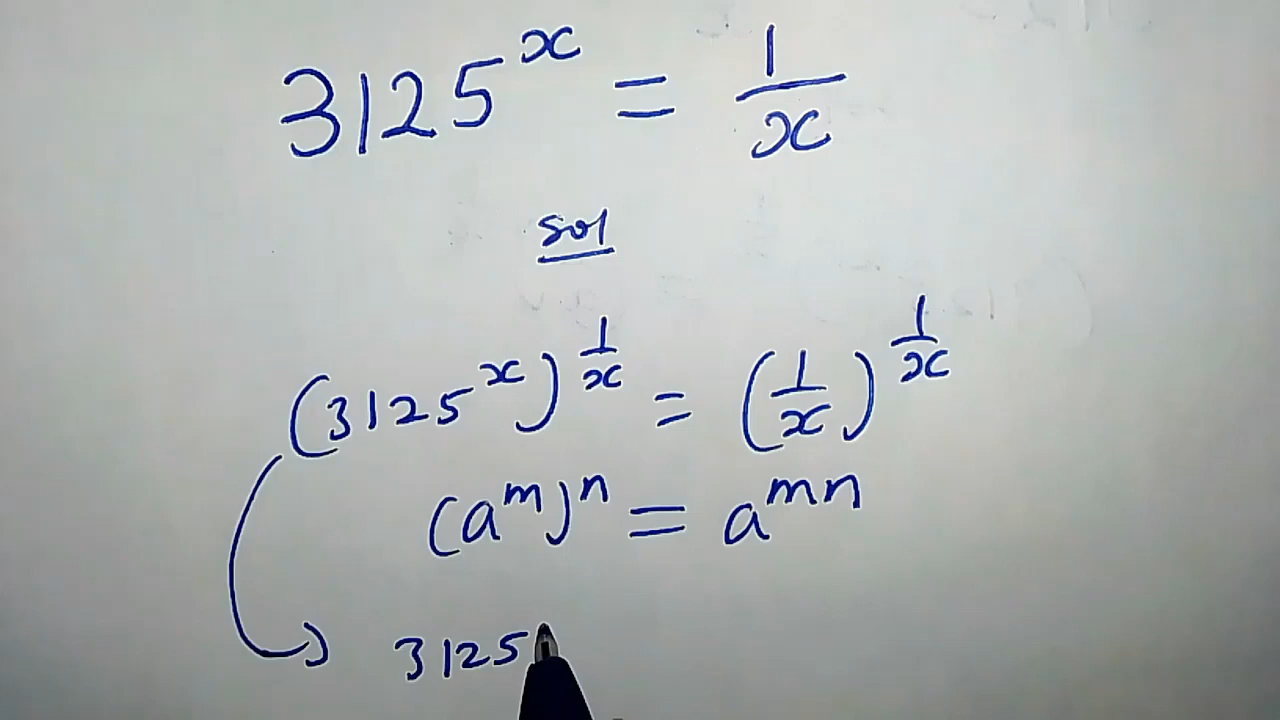 3125^x = 1/x
Sol
(3125^x)^(1/x) = (1/x)^(1/x)
(a^m)^n = a^mn
3125